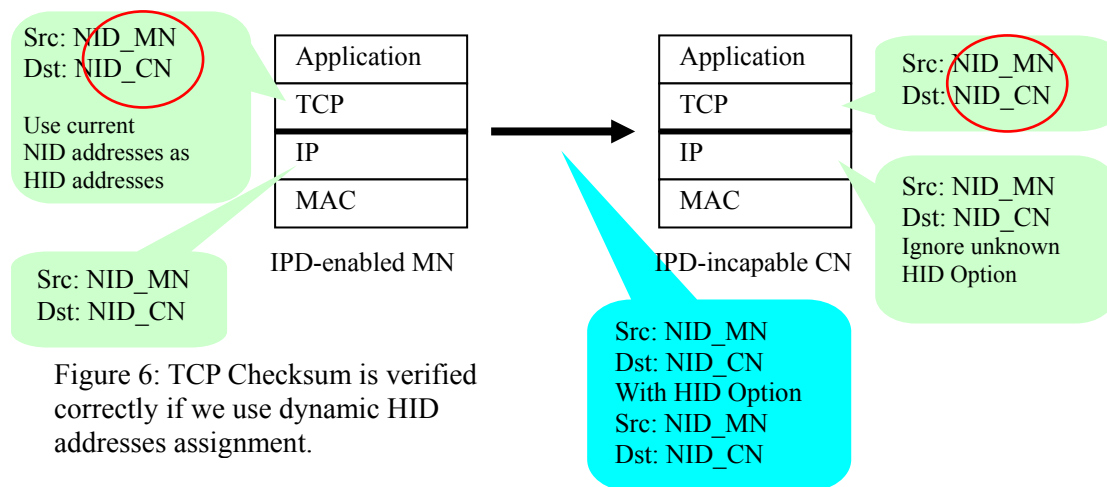 Src: NID_MN
Dst: NID_CN
Use current
NID addresses as
HID addresses
Application
TCP
IP
MAC
IPD-enabled MN
Src: NID_MN
Dst: NID_CN
Application
TCP
IP
MAC
IPD-incapable CN
Src: NID_MN
Dst: NID_CN
Src: NID_MN
Dst: NID_CN
Ignore unknown
HID Option
Src: NID_MN
Dst: NID_CN
With HID Option
Src: NID_MN
Dst: NID_CN
Figure 6: TCP Checksum is verified
correctly if we use dynamic HID
addresses assignment.